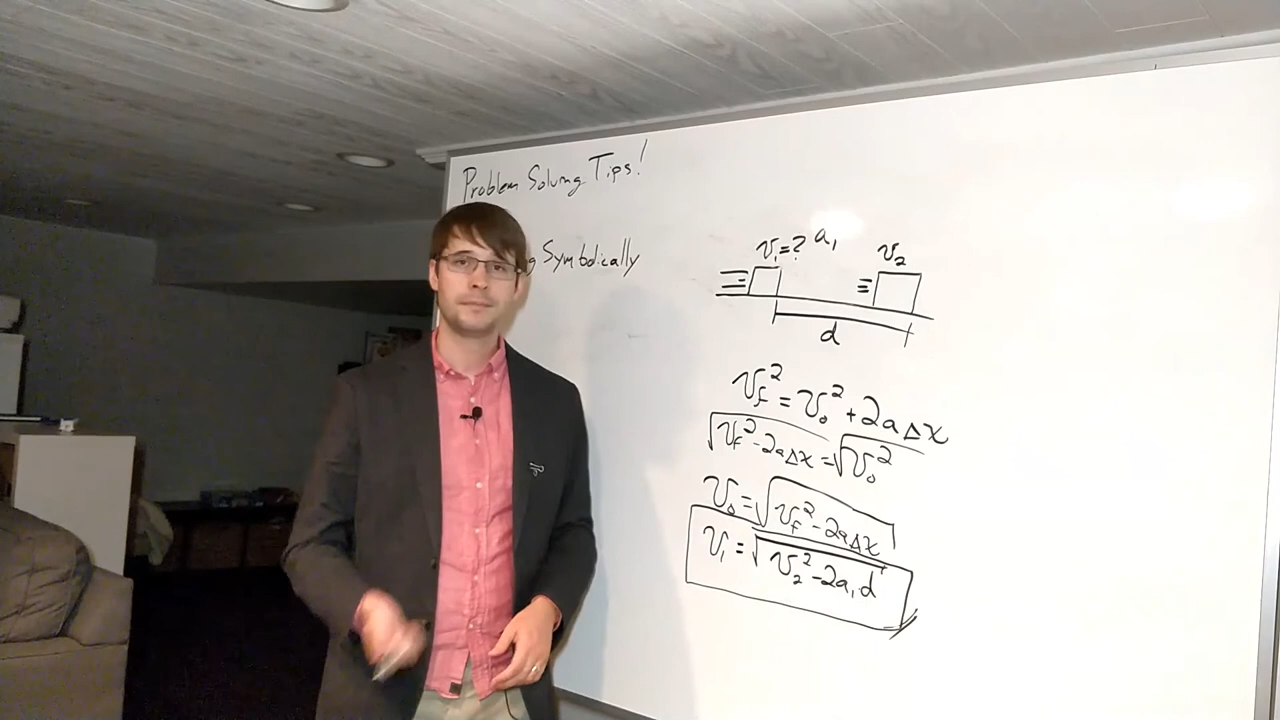 Problem Solving Tips!
Symbolically
v₁=? a₁ v₂
d
v_f² = v₀² + 2aΔx
√(v_f² - 2aΔx) = √(v₀²)
v₀ = √(v_f² - 2aΔx)
v₁ = √(v₂² - 2a₁d)